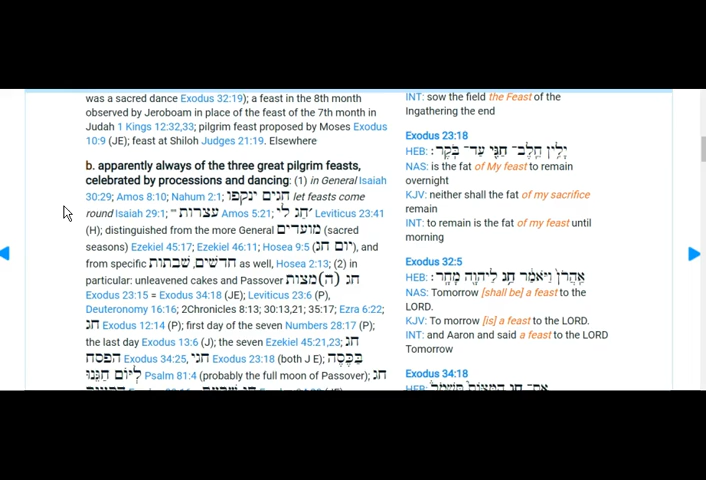 was a sacred dance Exodus 32:19); a feast in the 8th month
observed by Jeroboam in place of the feast of the 7th month in
Judah 1 Kings 12:32,33; pilgrim feast proposed by Moses Exodus
10:9 (JE); feast at Shiloh Judges 21:19. Elsewhere
b. apparently always of the three great pilgrim feasts,
celebrated by processions and dancing: (1) in General Isaiah
30:29; Amos 8:10; Nahum 2:1; חגים ינקפו let feasts come
round Isaiah 29:1; עצרות "" Amos 5:21; חג לי׳ Leviticus 23:41
(H); distinguished from the more General מועדים (sacred
seasons) Ezekiel 45:17; Ezekiel 46:11; Hosea 9:5 (יום חג), and
from specific חדשים, שבתות as well, Hosea 2:13; (2) in
particular: unleavened cakes and Passover חג (ה)מצות
Exodus 23:15 = Exodus 34:18 (JE); Leviticus 23:6 (P),
Deuteronomy 16:16; 2Chronicles 8:13; 30:13,21; 35:17; Ezra 6:22;
חג Exodus 12:14 (P); first day of the seven Numbers 28:17 (P);
the last day Exodus 13:6 (J); the seven Ezekiel 45:21,23; חג
הפסח Exodus 34:25, חגי Exodus 23:18 (both J E); בַּכֶּסֶה
לְיוֹם חַגֵּנוּ Psalm 81:4 (probably the full moon of Passover); חג
INT: sow the field the Feast of the
Ingathering the end
Exodus 23:18
HEB: יָלִ֥ין חֵֽלֶב־ חַגִּ֖י עַד־ בֹּֽקֶר׃
NAS: is the fat of My feast to remain
overnight
KJV: neither shall the fat of my sacrifice
remain
INT: to remain is the fat of my feast until
morning
Exodus 32:5
HEB: אַֽהֲרֹן֙ וַיֹּאמַ֔ר חַ֥ג לַיהוָ֖ה מָחָֽר׃
NAS: Tomorrow [shall be] a feast to the
LORD.
KJV: To morrow [is] a feast to the LORD.
INT: and Aaron and said a feast to the LORD
Tomorrow
Exodus 34:18
HEB: אֶת־ חַ֣ג הַמַּצּוֹת֮ תִּשְׁמֹר֒